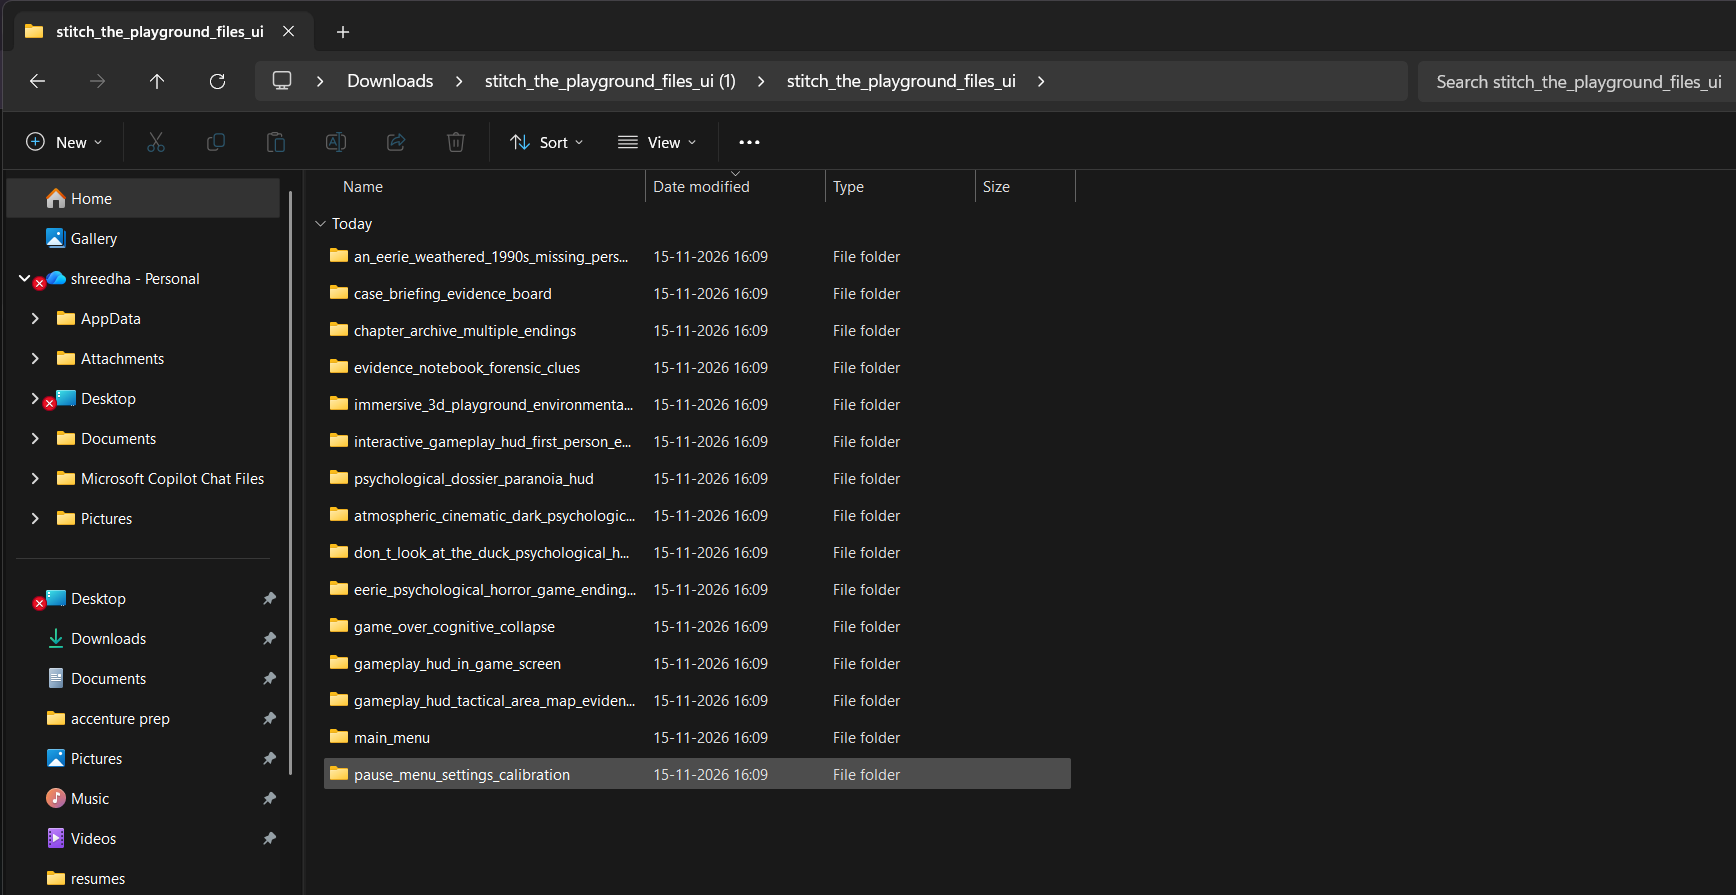 stitch_the_playground_files_ui
Downloads stitch_the_playground_files_ui (1) stitch_the_playground_files_ui Search stitch_the_playground_files_ui
New Sort View
Home
Gallery
shreedha - Personal
AppData
Attachments
Desktop
Documents
Microsoft Copilot Chat Files
Pictures
Desktop
Downloads
Documents
accenture prep
Pictures
Music
Videos
resumes
Name Date modified Type Size
Today
an_eerie_weathered_1990s_missing_pers... 15-11-2026 16:09 File folder
case_briefing_evidence_board 15-11-2026 16:09 File folder
chapter_archive_multiple_endings 15-11-2026 16:09 File folder
evidence_notebook_forensic_clues 15-11-2026 16:09 File folder
immersive_3d_playground_environmenta... 15-11-2026 16:09 File folder
interactive_gameplay_hud_first_person_e... 15-11-2026 16:09 File folder
psychological_dossier_paranoia_hud 15-11-2026 16:09 File folder
atmospheric_cinematic_dark_psychologic... 15-11-2026 16:09 File folder
don_t_look_at_the_duck_psychological_h... 15-11-2026 16:09 File folder
eerie_psychological_horror_game_ending... 15-11-2026 16:09 File folder
game_over_cognitive_collapse 15-11-2026 16:09 File folder
gameplay_hud_in_game_screen 15-11-2026 16:09 File folder
gameplay_hud_tactical_area_map_eviden... 15-11-2026 16:09 File folder
main_menu 15-11-2026 16:09 File folder
pause_menu_settings_calibration 15-11-2026 16:09 File folder